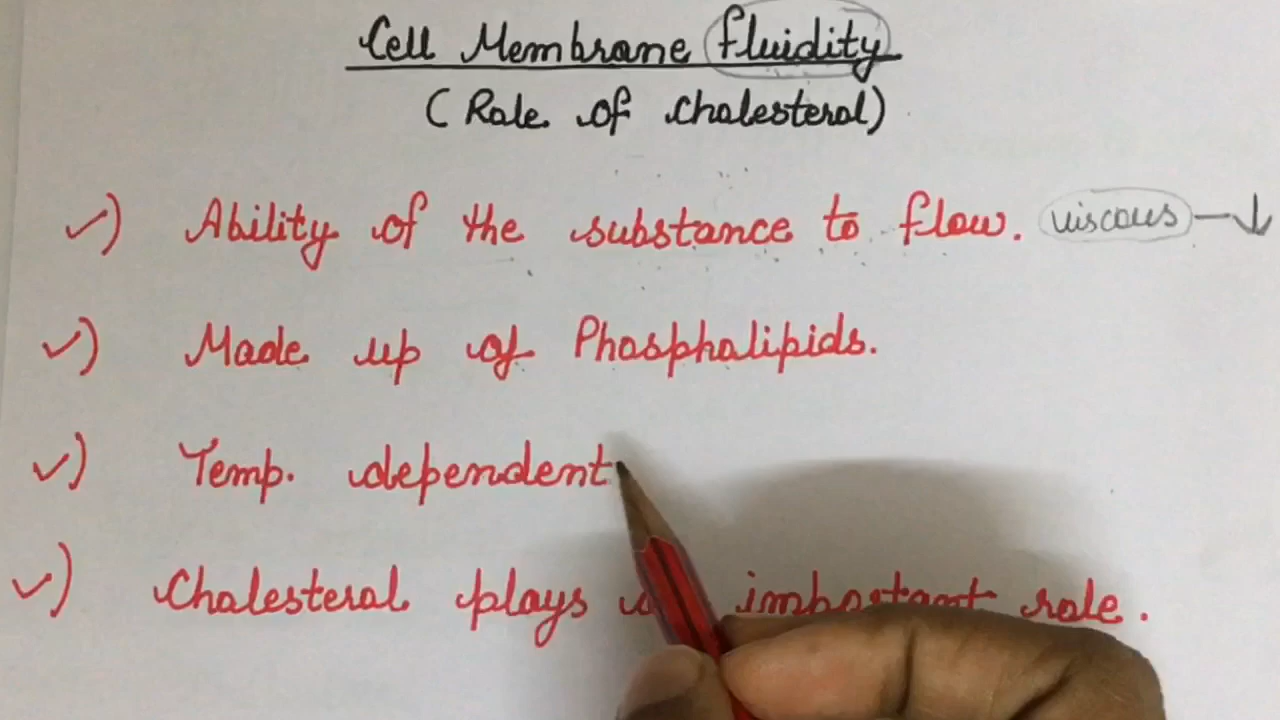 Cell Membrane fluidity
(Role of cholesterol)
✓) Ability of the substance to flow. viscous — ↓
✓) Made up of Phospholipids.
✓) Temp. dependent
✓) Cholesterol plays important role.